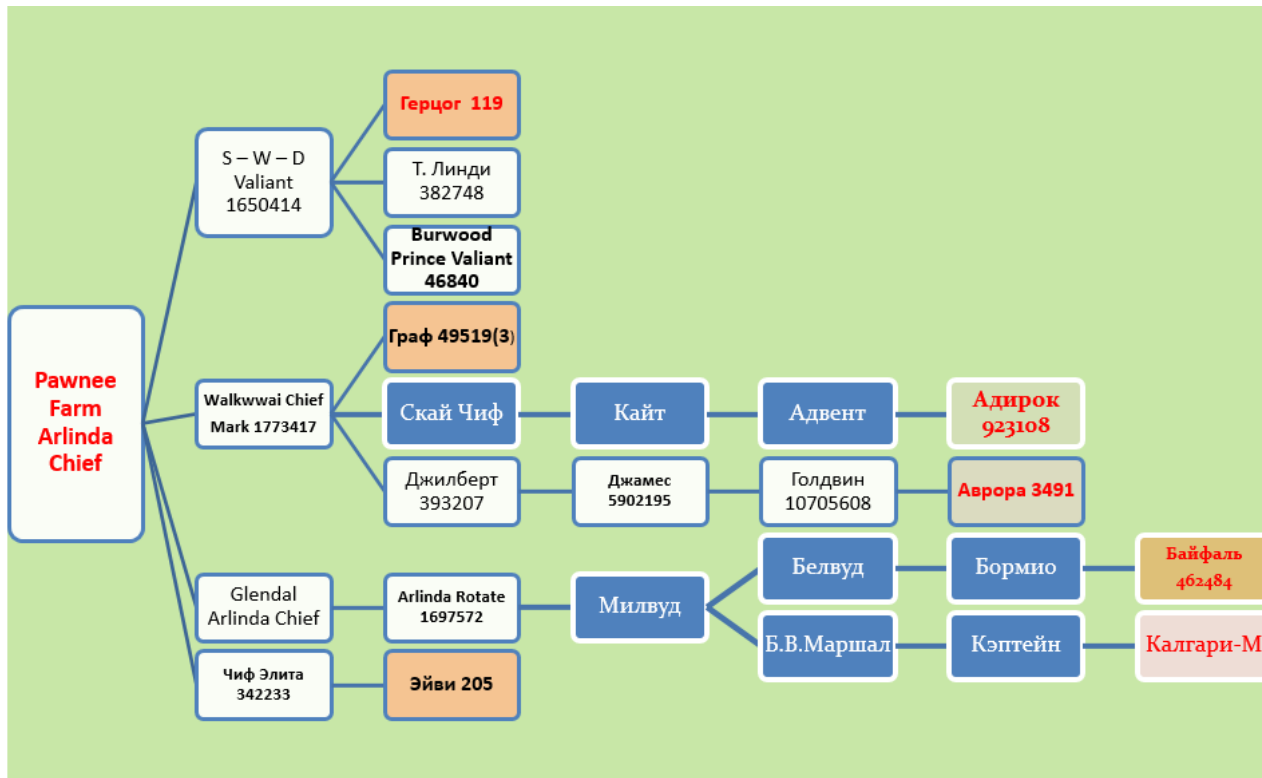 Герцог 119
S – W – D
Valiant
1650414
Т. Линди
382748
Burwood
Prince Valiant
46840
Граф 49519(3)
Pawnee
Farm
Arlinda
Chief
Walkwwai Chief
Mark 1773417
Скай Чиф
Кайт
Адвент
Адирок
923108
Джилберт
393207
Джамес
5902195
Голдвин
10705608
Аврора 3491
Glendal
Arlinda Chief
Arlinda Rotate
1697572
Милвуд
Белвуд
Бормио
Байфаль
462484
Б.В.Маршал
Кэптейн
Калгари-М
Чиф Элита
342233
Эйви 205